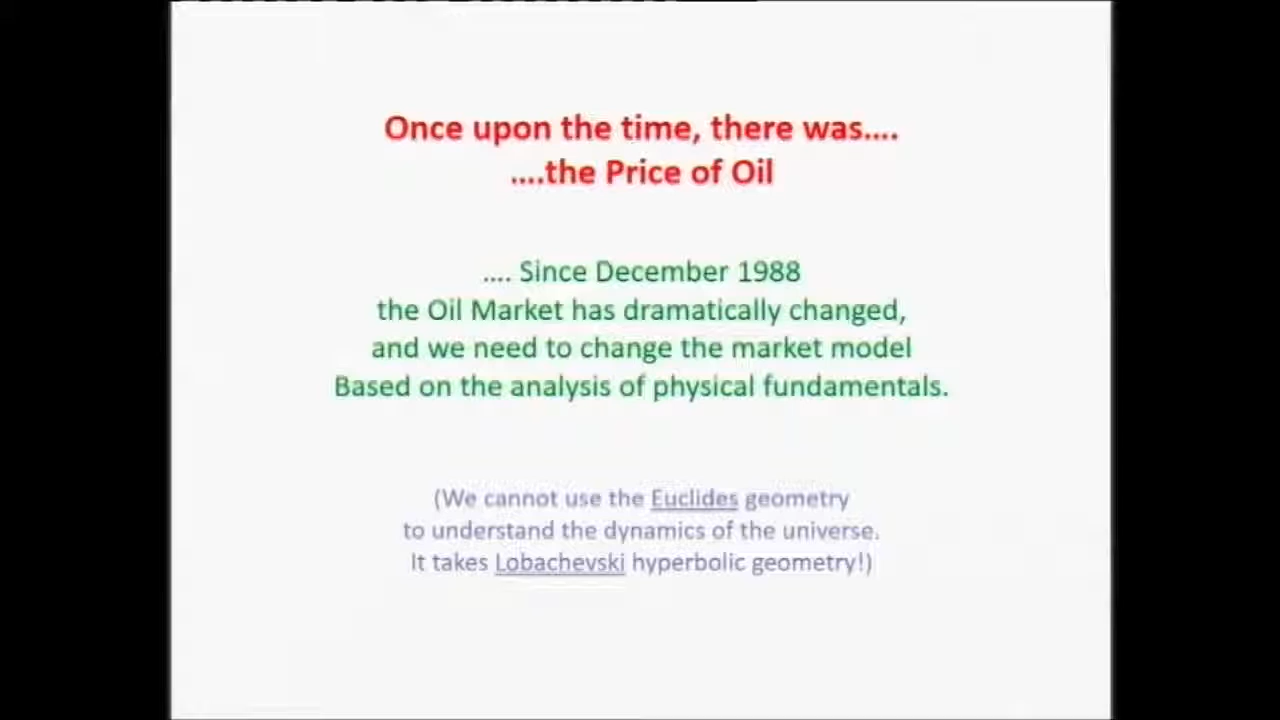 Once upon the time, there was....
....the Price of Oil
.... Since December 1988
the Oil Market has dramatically changed,
and we need to change the market model
Based on the analysis of physical fundamentals.
(We cannot use the Euclides geometry
to understand the dynamics of the universe.
It takes Lobachevski hyperbolic geometry!)